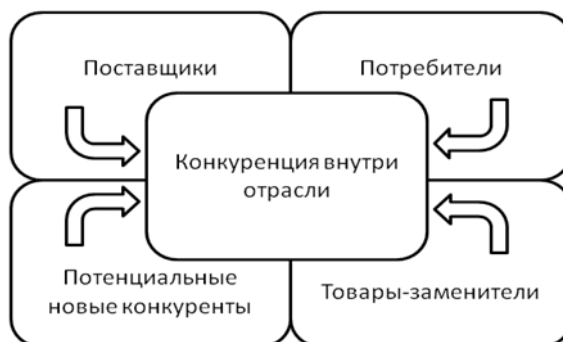 Поставщики
Потребители
Конкуренция внутри
отрасли
Потенциальные
новые конкуренты
Товары-заменители